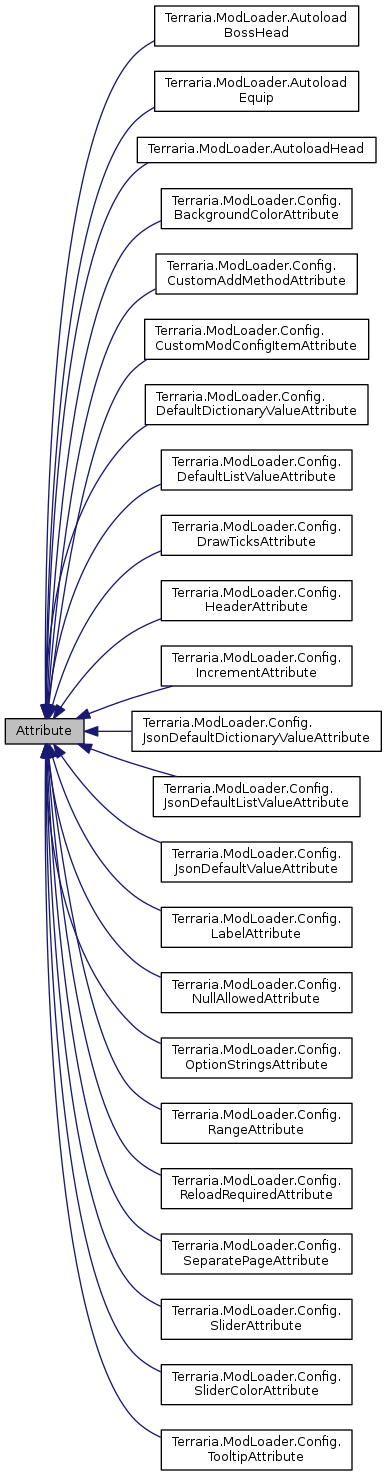 Terraria.ModLoader.Autoload
BossHead
Terraria.ModLoader.Autoload
Equip
Terraria.ModLoader.AutoloadHead
Terraria.ModLoader.Config.
BackgroundColorAttribute
Terraria.ModLoader.Config.
CustomAddMethodAttribute
Terraria.ModLoader.Config.
CustomModConfigItemAttribute
Terraria.ModLoader.Config.
DefaultDictionaryValueAttribute
Terraria.ModLoader.Config.
DefaultListValueAttribute
Terraria.ModLoader.Config.
DrawTicksAttribute
Terraria.ModLoader.Config.
HeaderAttribute
Terraria.ModLoader.Config.
IncrementAttribute
Attribute
Terraria.ModLoader.Config.
JsonDefaultDictionaryValueAttribute
Terraria.ModLoader.Config.
JsonDefaultListValueAttribute
Terraria.ModLoader.Config.
JsonDefaultValueAttribute
Terraria.ModLoader.Config.
LabelAttribute
Terraria.ModLoader.Config.
NullAllowedAttribute
Terraria.ModLoader.Config.
OptionStringsAttribute
Terraria.ModLoader.Config.
RangeAttribute
Terraria.ModLoader.Config.
ReloadRequiredAttribute
Terraria.ModLoader.Config.
SeparatePageAttribute
Terraria.ModLoader.Config.
SliderAttribute
Terraria.ModLoader.Config.
SliderColorAttribute
Terraria.ModLoader.Config.
TooltipAttribute